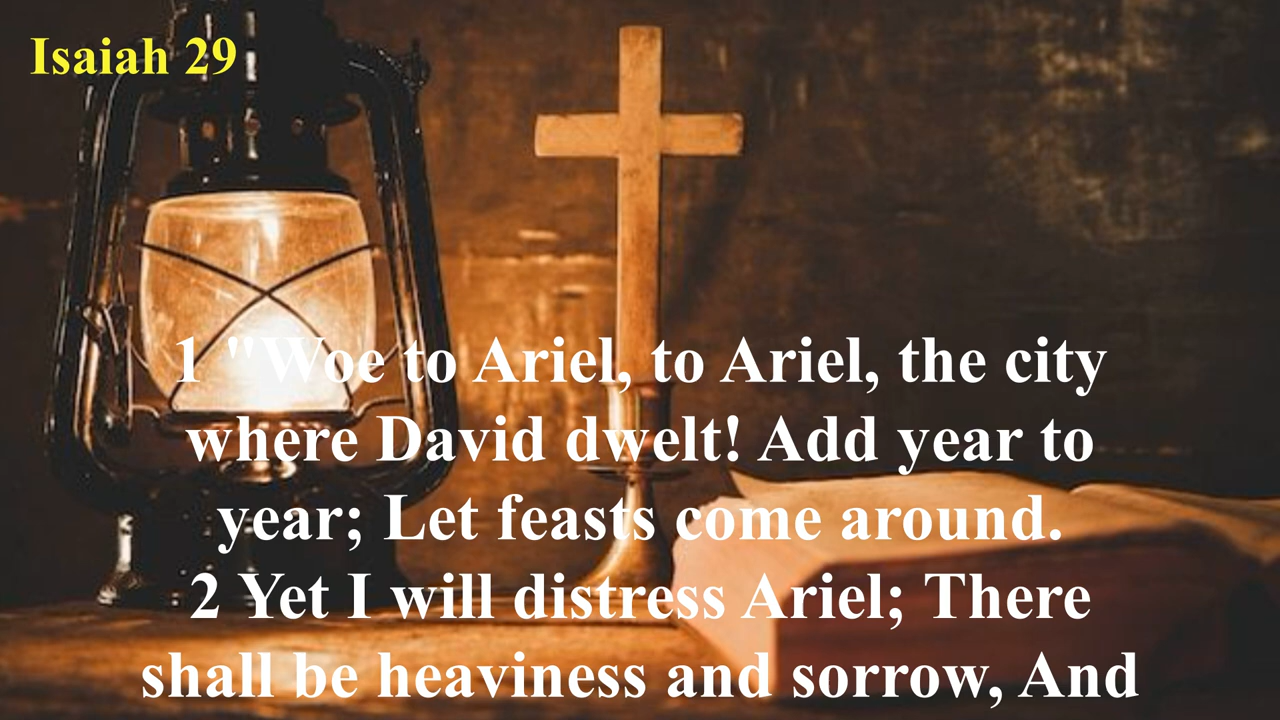 Isaiah 29
1 "Woe to Ariel, to Ariel, the city
where David dwelt! Add year to
year; Let feasts come around.
2 Yet I will distress Ariel; There
shall be heaviness and sorrow, And